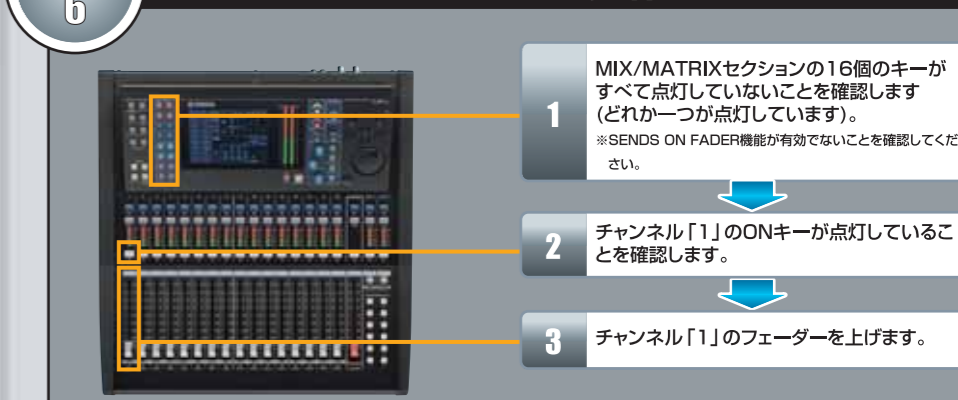 6
1
MIX/MATRIXセクションの16個のキーが
すべて点灯していないことを確認します
(どれか一つが点灯しています)。
※SENDS ON FADER機能が有効でないことを確認してくだ
さい。
2
チャンネル「1」のONキーが点灯しているこ
とを確認します。
3
チャンネル「1」のフェーダーを上げます。